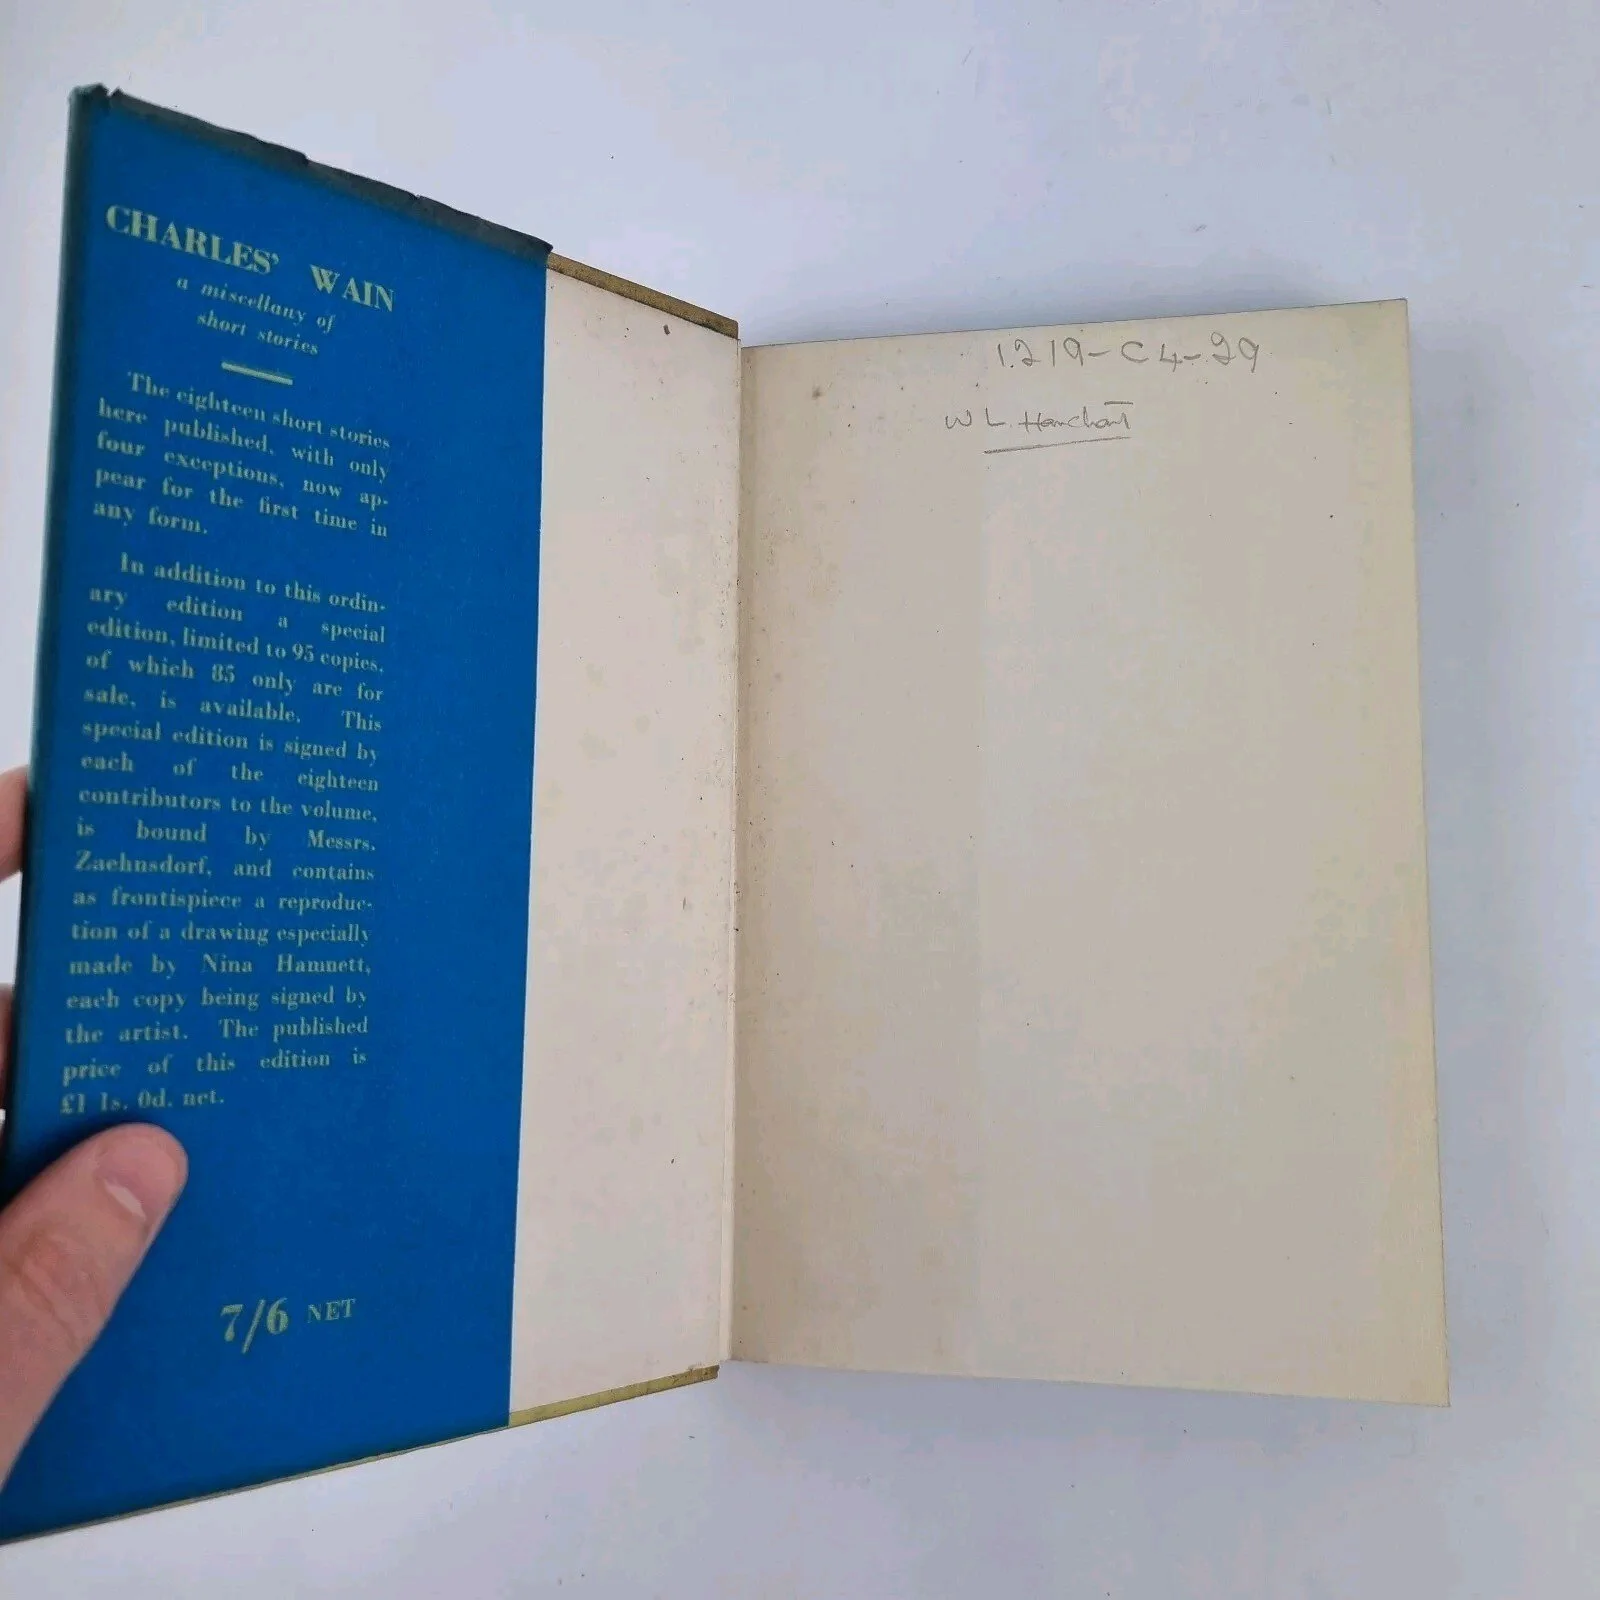 CHARLES' WAIN
a miscellany of
short stories
The eighteen short stories
here published, with only
four exceptions, now ap-
pear for the first time in
any form.
In addition to this ordin-
ary edition a special
edition, limited to 95 copies,
of which 85 only are for
sale, is available. This
special edition is signed by
each of the eighteen
contributors to the volume,
is bound by Messrs.
Zaehnsdorf, and contains
as frontispiece a reproduc-
tion of a drawing especially
made by Nina Hamnett,
each copy being signed by
the artist. The published
price of this edition is
£1 1s. 0d. net.
7/6 NET
1219-C4-29
W L. Hanchant